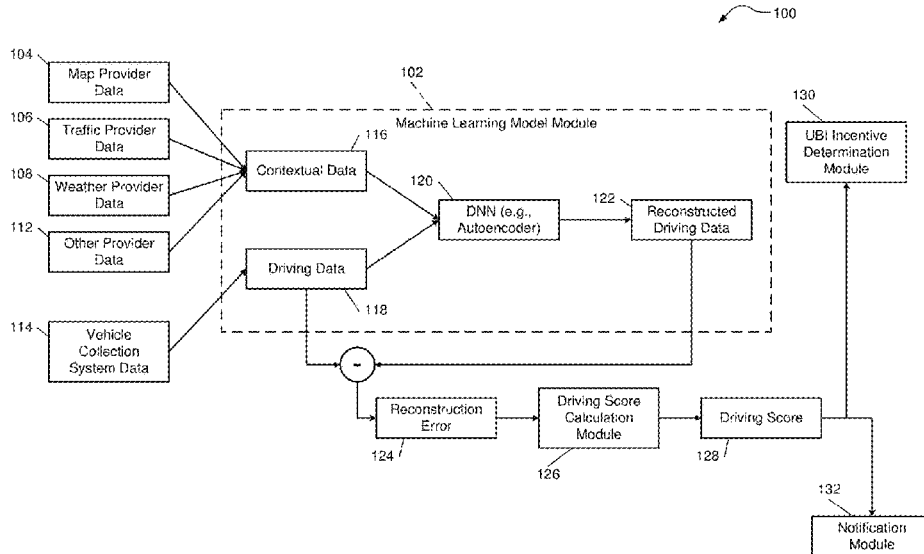 100
104
Map Provider
Data
106
Traffic Provider
Data
108
Weather Provider
Data
112
Other Provider
Data
114
Vehicle
Collection
System Data
102
Machine Learning Model Module
116
Contextual Data
Driving Data
118
120
DNN (e.g.,
Autoencoder)
122
Reconstructed
Driving Data
130
UBI Incentive
Determination
Module
-
Reconstruction
Error
124
Driving Score
Calculation
Module
126
Driving Score
128
132
Notification
Module